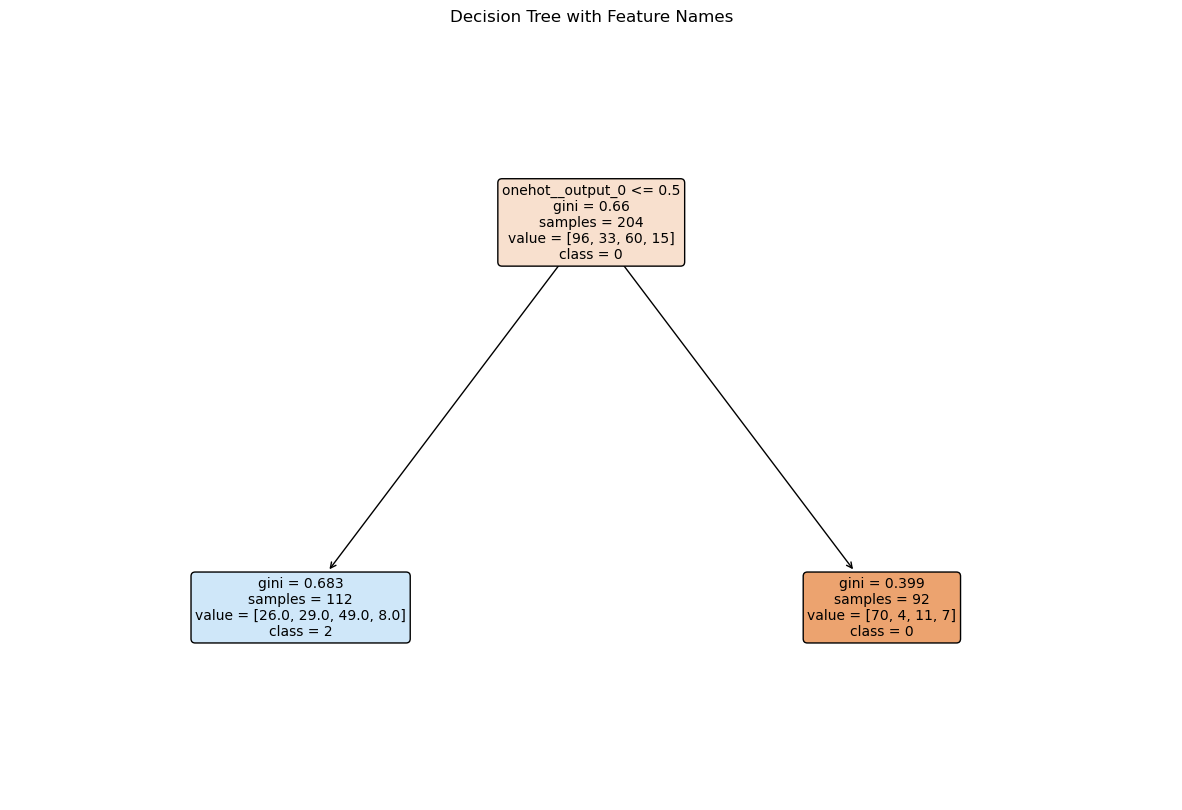 Decision Tree with Feature Names
onehot__output_0 <= 0.5
gini = 0.66
samples = 204
value = [96, 33, 60, 15]
class = 0
gini = 0.683
samples = 112
value = [26.0, 29.0, 49.0, 8.0]
class = 2
gini = 0.399
samples = 92
value = [70, 4, 11, 7]
class = 0